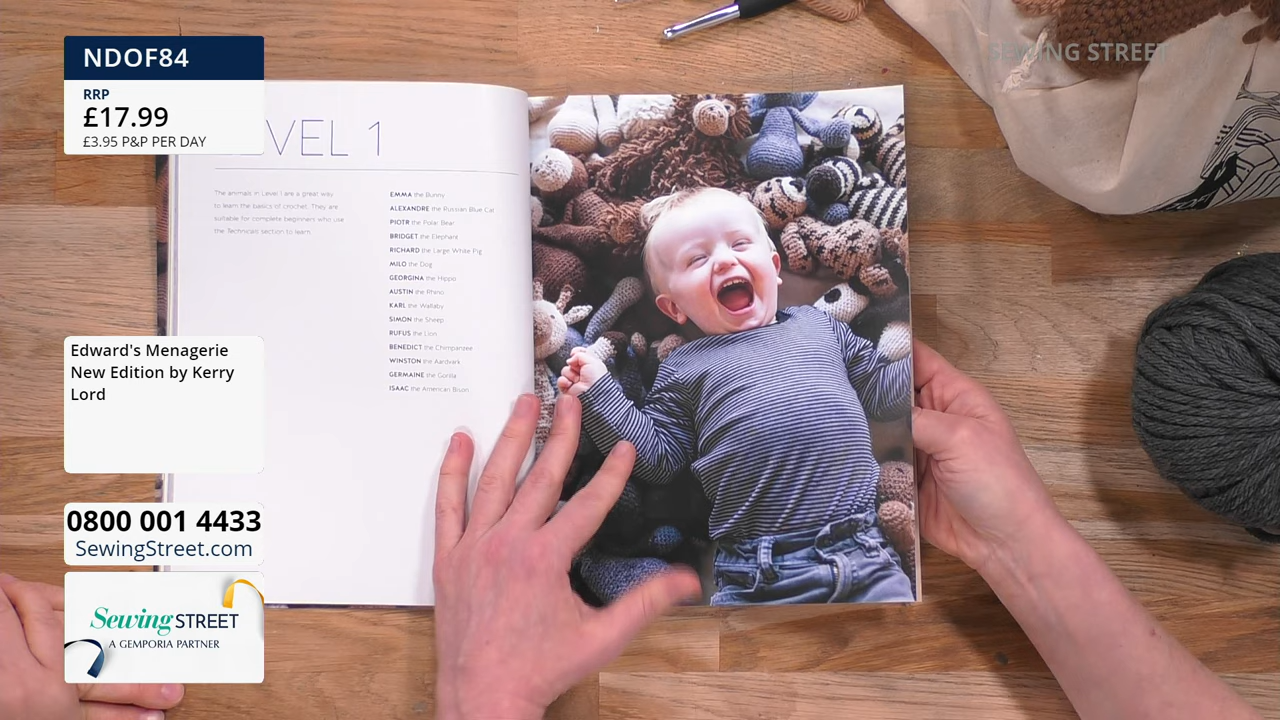 NDOF84
RRP
£17.99
£3.95 P&P PER DAY
SEWING STREET
VEL 1
The animals in Level 1 are a great way
to learn the basics of crochet. They are
suitable for complete beginners who use
the Technicals section to learn.
EMMA the Bunny
ALEXANDRE the Russian Blue Cat
PIOTR the Polar Bear
BRIDGET the Elephant
RICHARD the Large White Pig
MILO the Dog
GEORGINA the Hippo
AUSTIN the Rhino
KARL the Wallaby
SIMON the Sheep
RUFUS the Lion
BENEDICT the Chimpanzee
WINSTON the Aardvark
GERMAINE the Gorilla
ISAAC the American Bison
Edward's Menagerie
New Edition by Kerry
Lord
0800 001 4433
SewingStreet.com
Sewing STREET
A GEMPORIA PARTNER